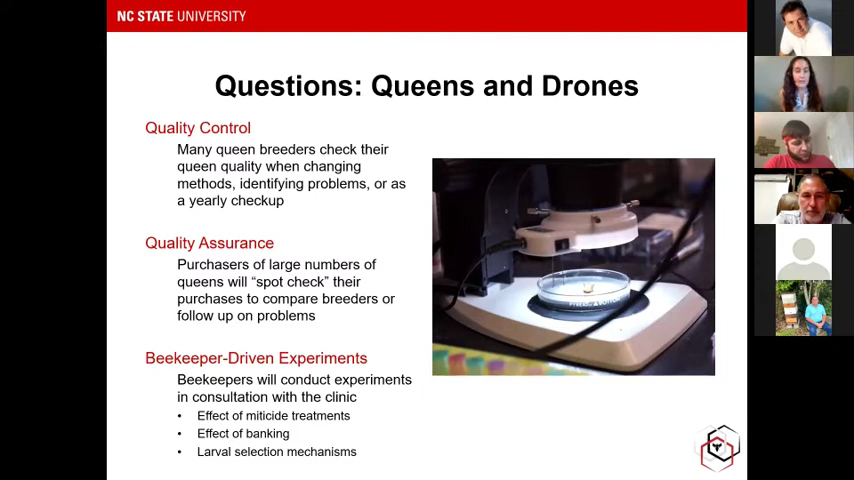 NC STATE UNIVERSITY
Questions: Queens and Drones
Quality Control
Many queen breeders check their
queen quality when changing
methods, identifying problems, or as
a yearly checkup
Quality Assurance
Purchasers of large numbers of
queens will “spot check” their
purchases to compare breeders or
follow up on problems
Beekeeper-Driven Experiments
Beekeepers will conduct experiments
in consultation with the clinic
• Effect of miticide treatments
• Effect of banking
• Larval selection mechanisms